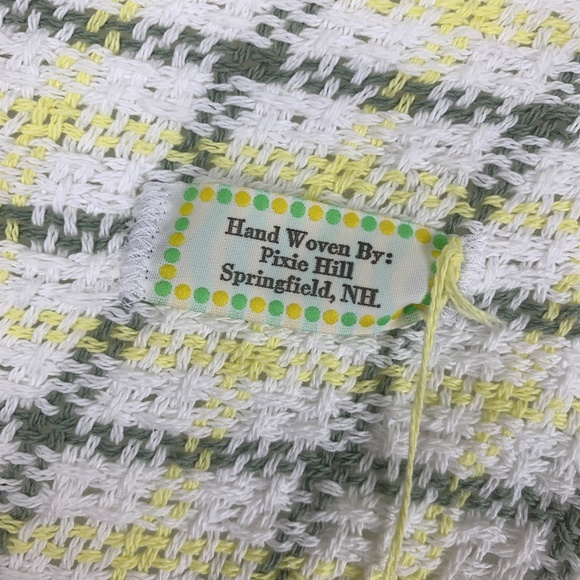 Hand Woven By:
Pixie Hill
Springfield, NH.